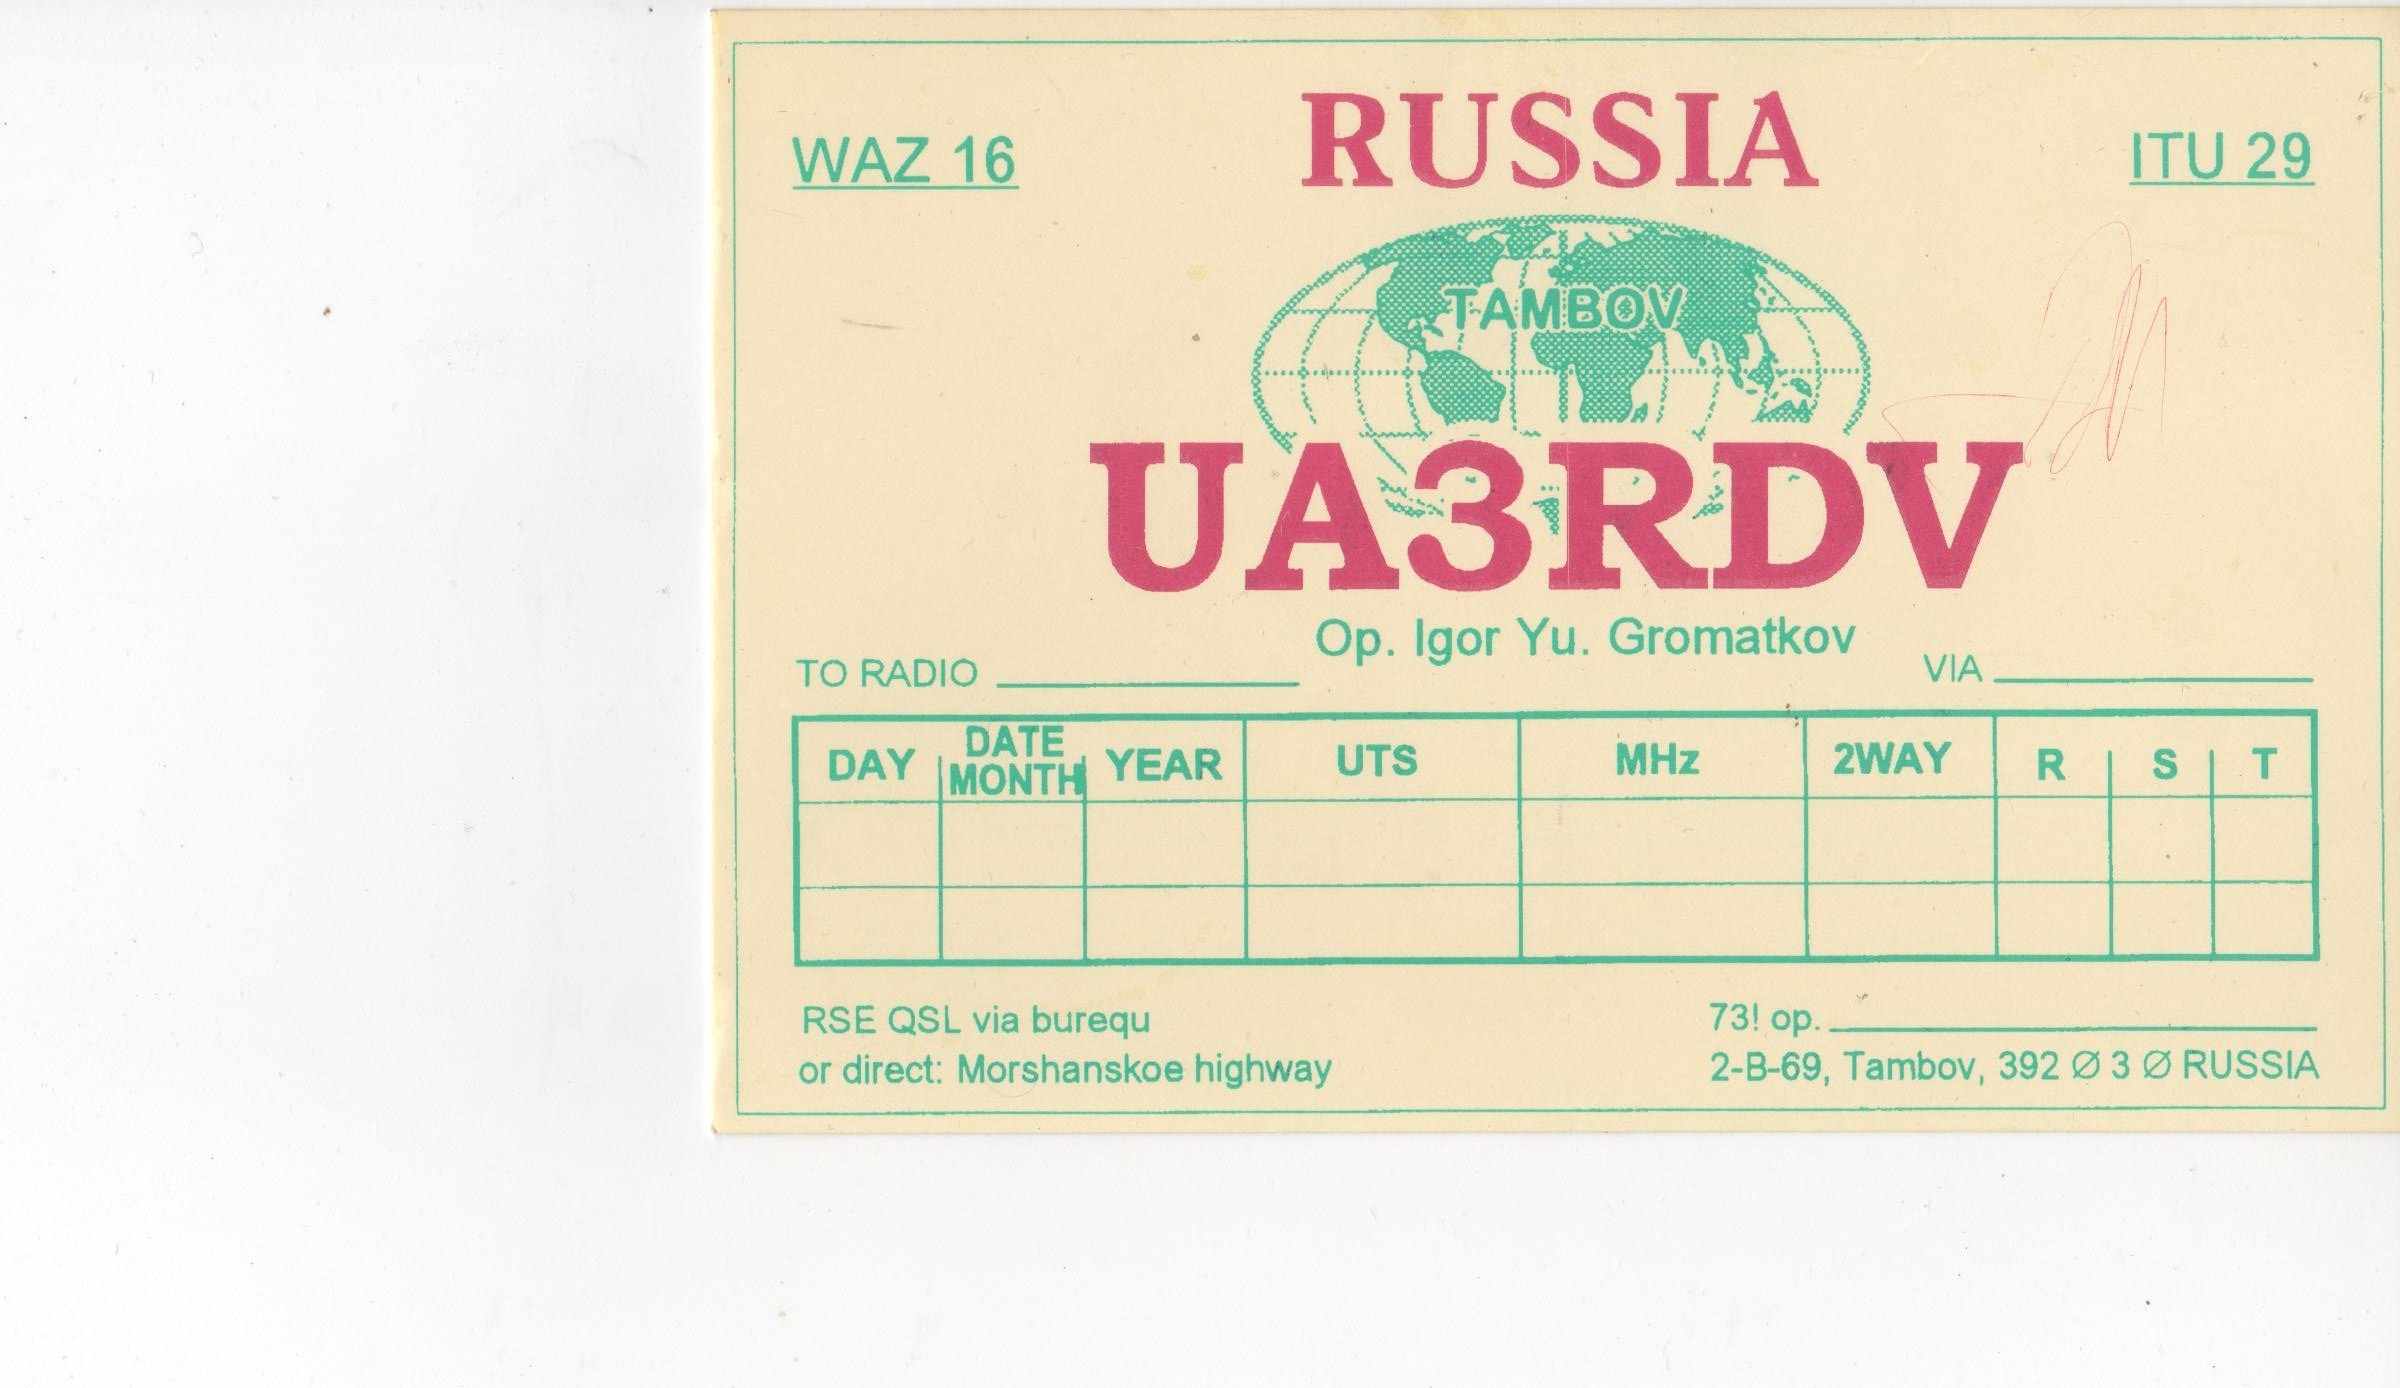 RUSSIA
WAZ 16
ITU 29
TAMBOV
UA3RDV
Op. Igor Yu. Gromatkov
TO RADIO
VIA
DAY DATE MONTH YEAR UTS MHz 2WAY R S T
RSE QSL via burequ
73! op.
or direct: Morshanskoe highway
2-B-69, Tambov, 392 Ø 3 Ø RUSSIA